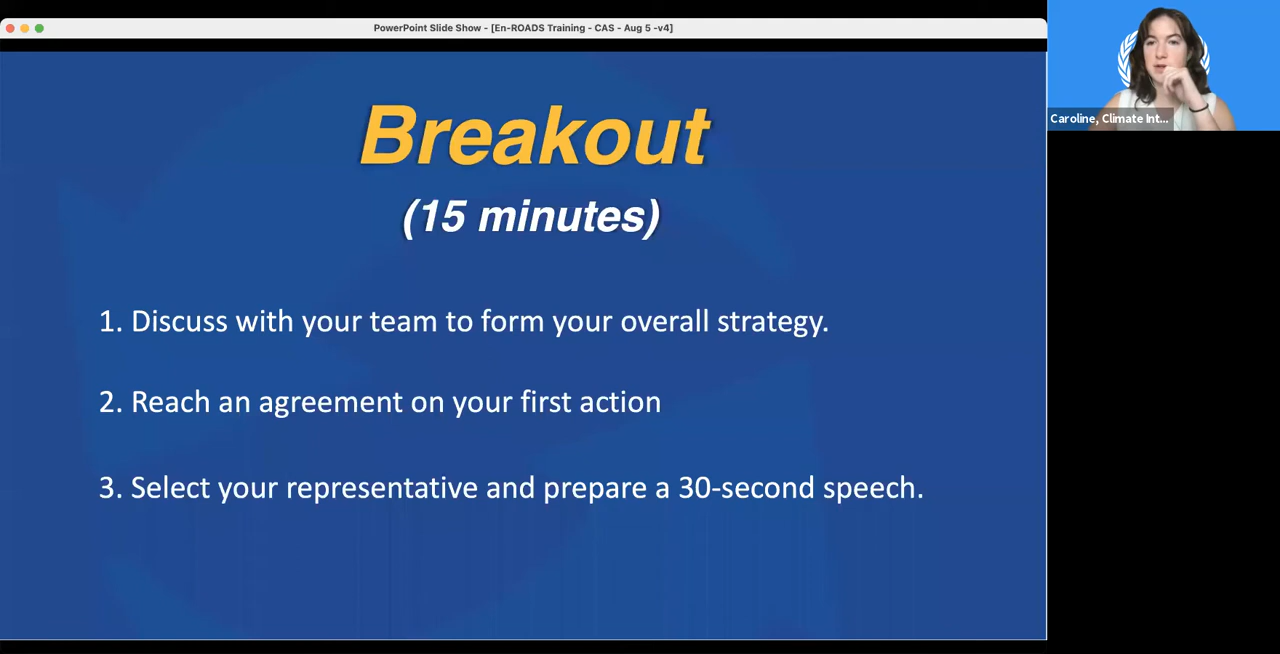 PowerPoint Slide Show - [En-ROADS Training - CAS - Aug 5 -v4]
Breakout
(15 minutes)
1. Discuss with your team to form your overall strategy.
2. Reach an agreement on your first action
3. Select your representative and prepare a 30-second speech.
Caroline, Climate Int...